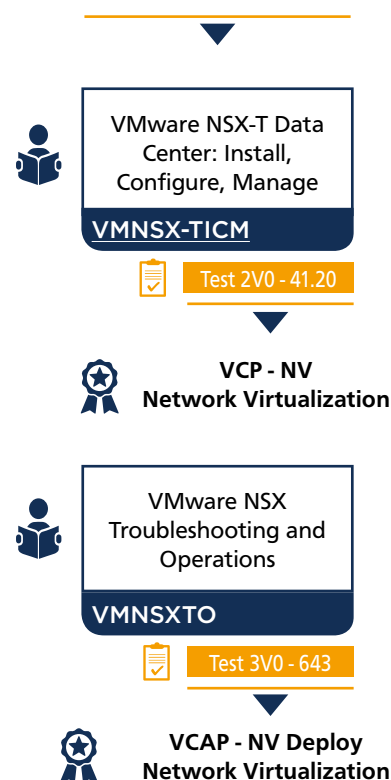 VMware NSX-T Data
Center: Install,
Configure, Manage
VMNSX-TICM
Test 2V0 - 41.20
VCP - NV
Network Virtualization
VMware NSX
Troubleshooting and
Operations
VMNSXTO
Test 3V0 - 643
VCAP - NV Deploy
Network Virtualization